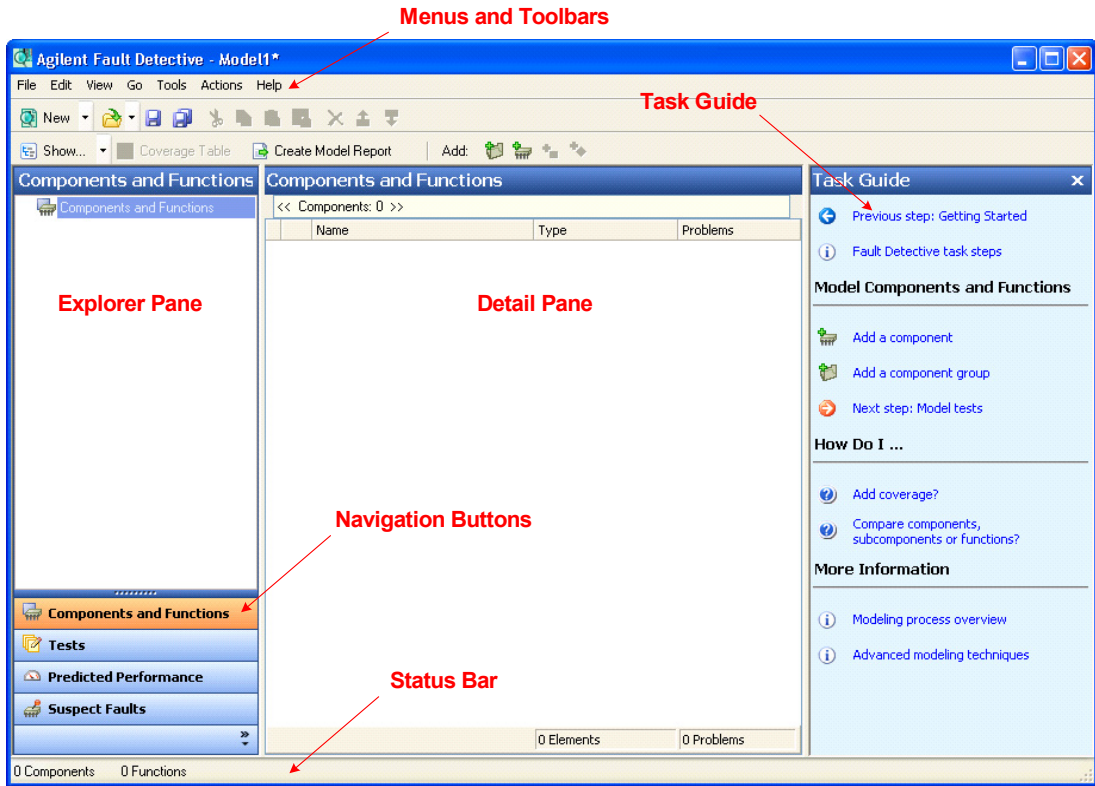 Menus and Toolbars
Agilent Fault Detective - Model1*
File Edit View Go Tools Actions Help
Task Guide
New
Show... Coverage Table Create Model Report Add:
Components and Functions
Components and Functions
Explorer Pane
Components and Functions
<< Components: 0 >>
Name Type Problems
Detail Pane
Navigation Buttons
Components and Functions
Tests
Predicted Performance
Suspect Faults
Status Bar
0 Elements 0 Problems
0 Components 0 Functions
Task Guide
Previous step: Getting Started
Fault Detective task steps
Model Components and Functions
Add a component
Add a component group
Next step: Model tests
How Do I ...
Add coverage?
Compare components,
subcomponents or functions?
More Information
Modeling process overview
Advanced modeling techniques